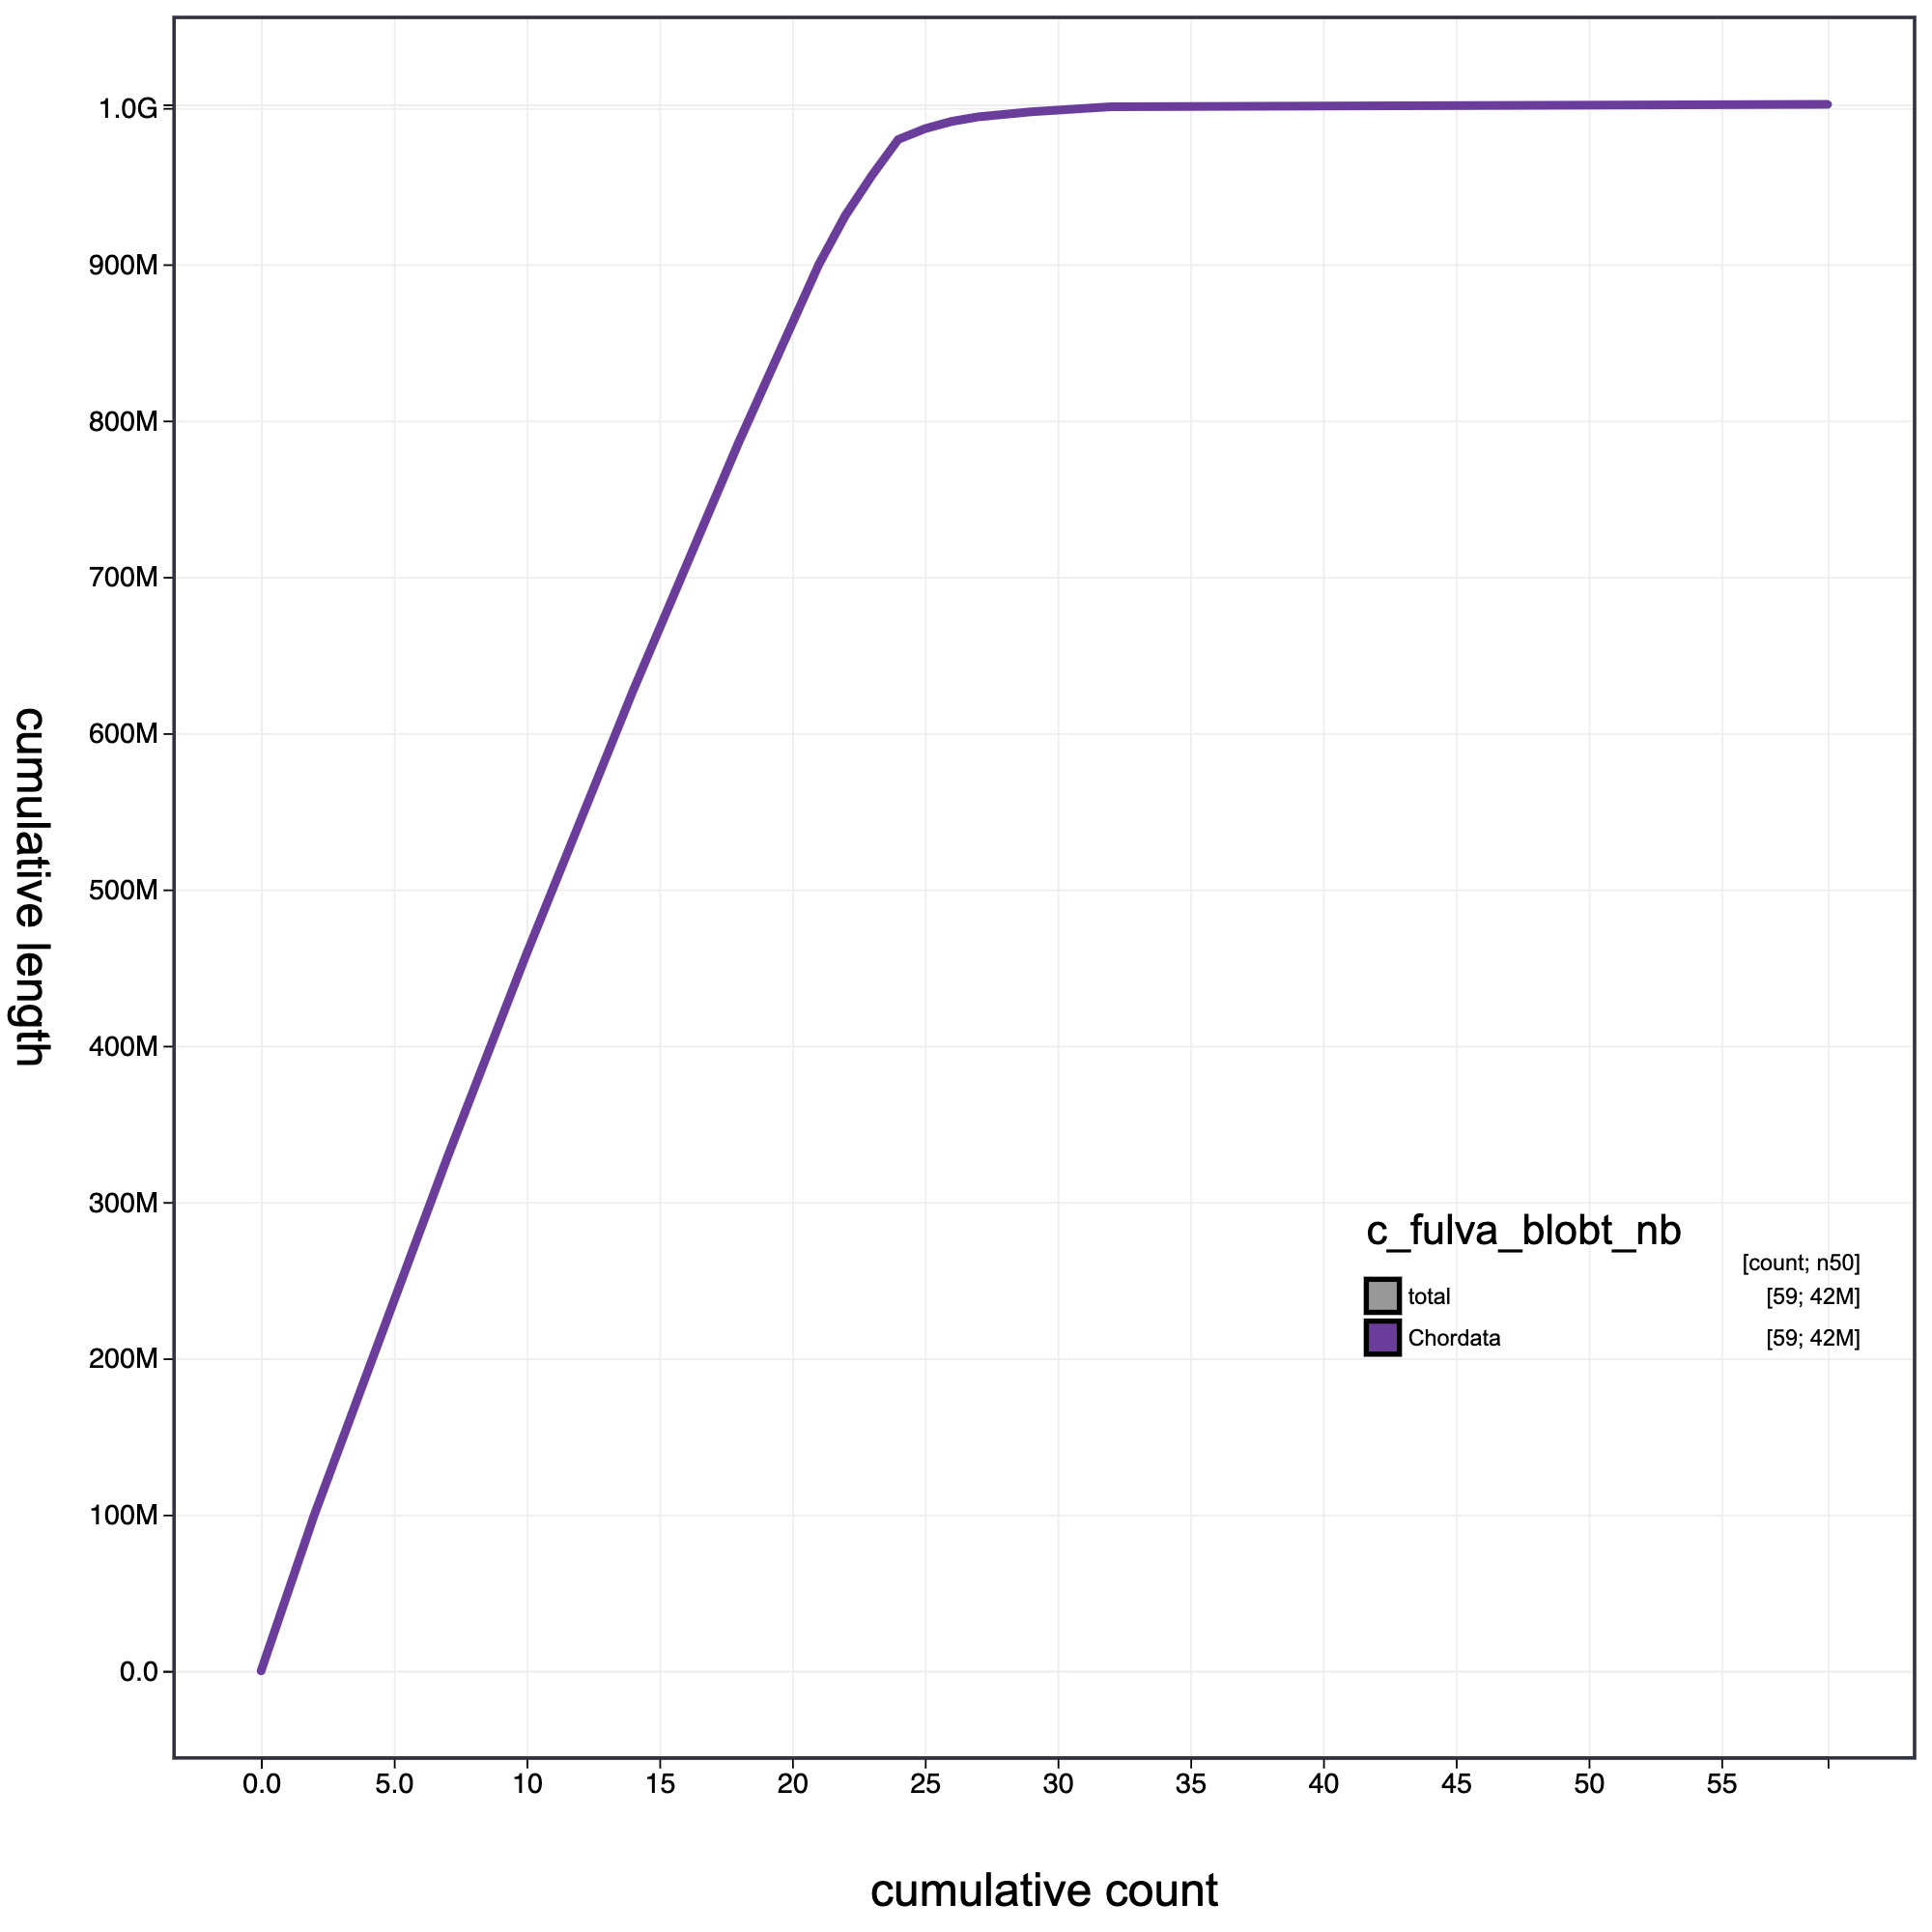 1.0G
900M
800M
700M
600M
500M
400M
300M
200M
100M
0.0
cumulative length
c_fulva_blobt_nb
[count; n50]
total [59; 42M]
Chordata [59; 42M]
0.0 5.0 10 15 20 25 30 35 40 45 50 55
cumulative count